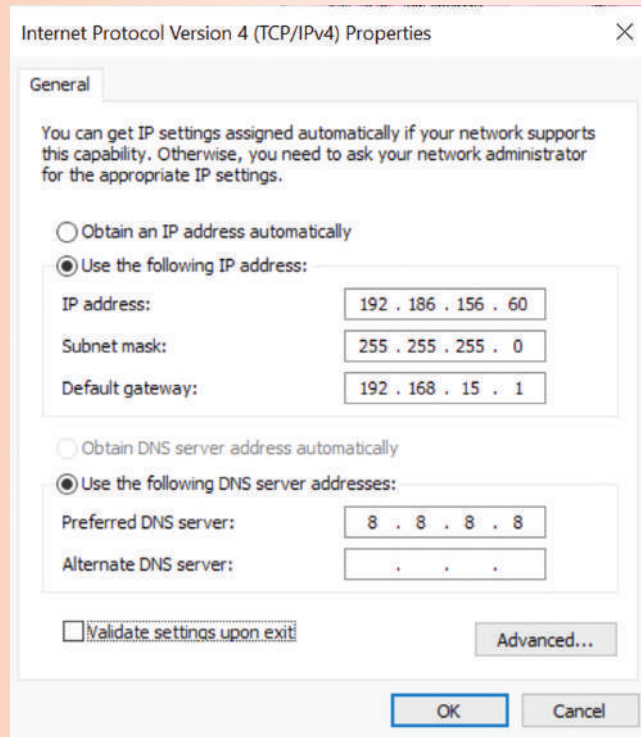 Internet Protocol Version 4 (TCP/IPv4) Properties
General
You can get IP settings assigned automatically if your network supports
this capability. Otherwise, you need to ask your network administrator
for the appropriate IP settings.
Obtain an IP address automatically
Use the following IP address:
IP address: 192 . 186 . 156 . 60
Subnet mask: 255 . 255 . 255 . 0
Default gateway: 192 . 168 . 15 . 1
Obtain DNS server address automatically
Use the following DNS server addresses:
Preferred DNS server: 8 . 8 . 8 . 8
Alternate DNS server: . . .
Validate settings upon exit
Advanced...
OK Cancel